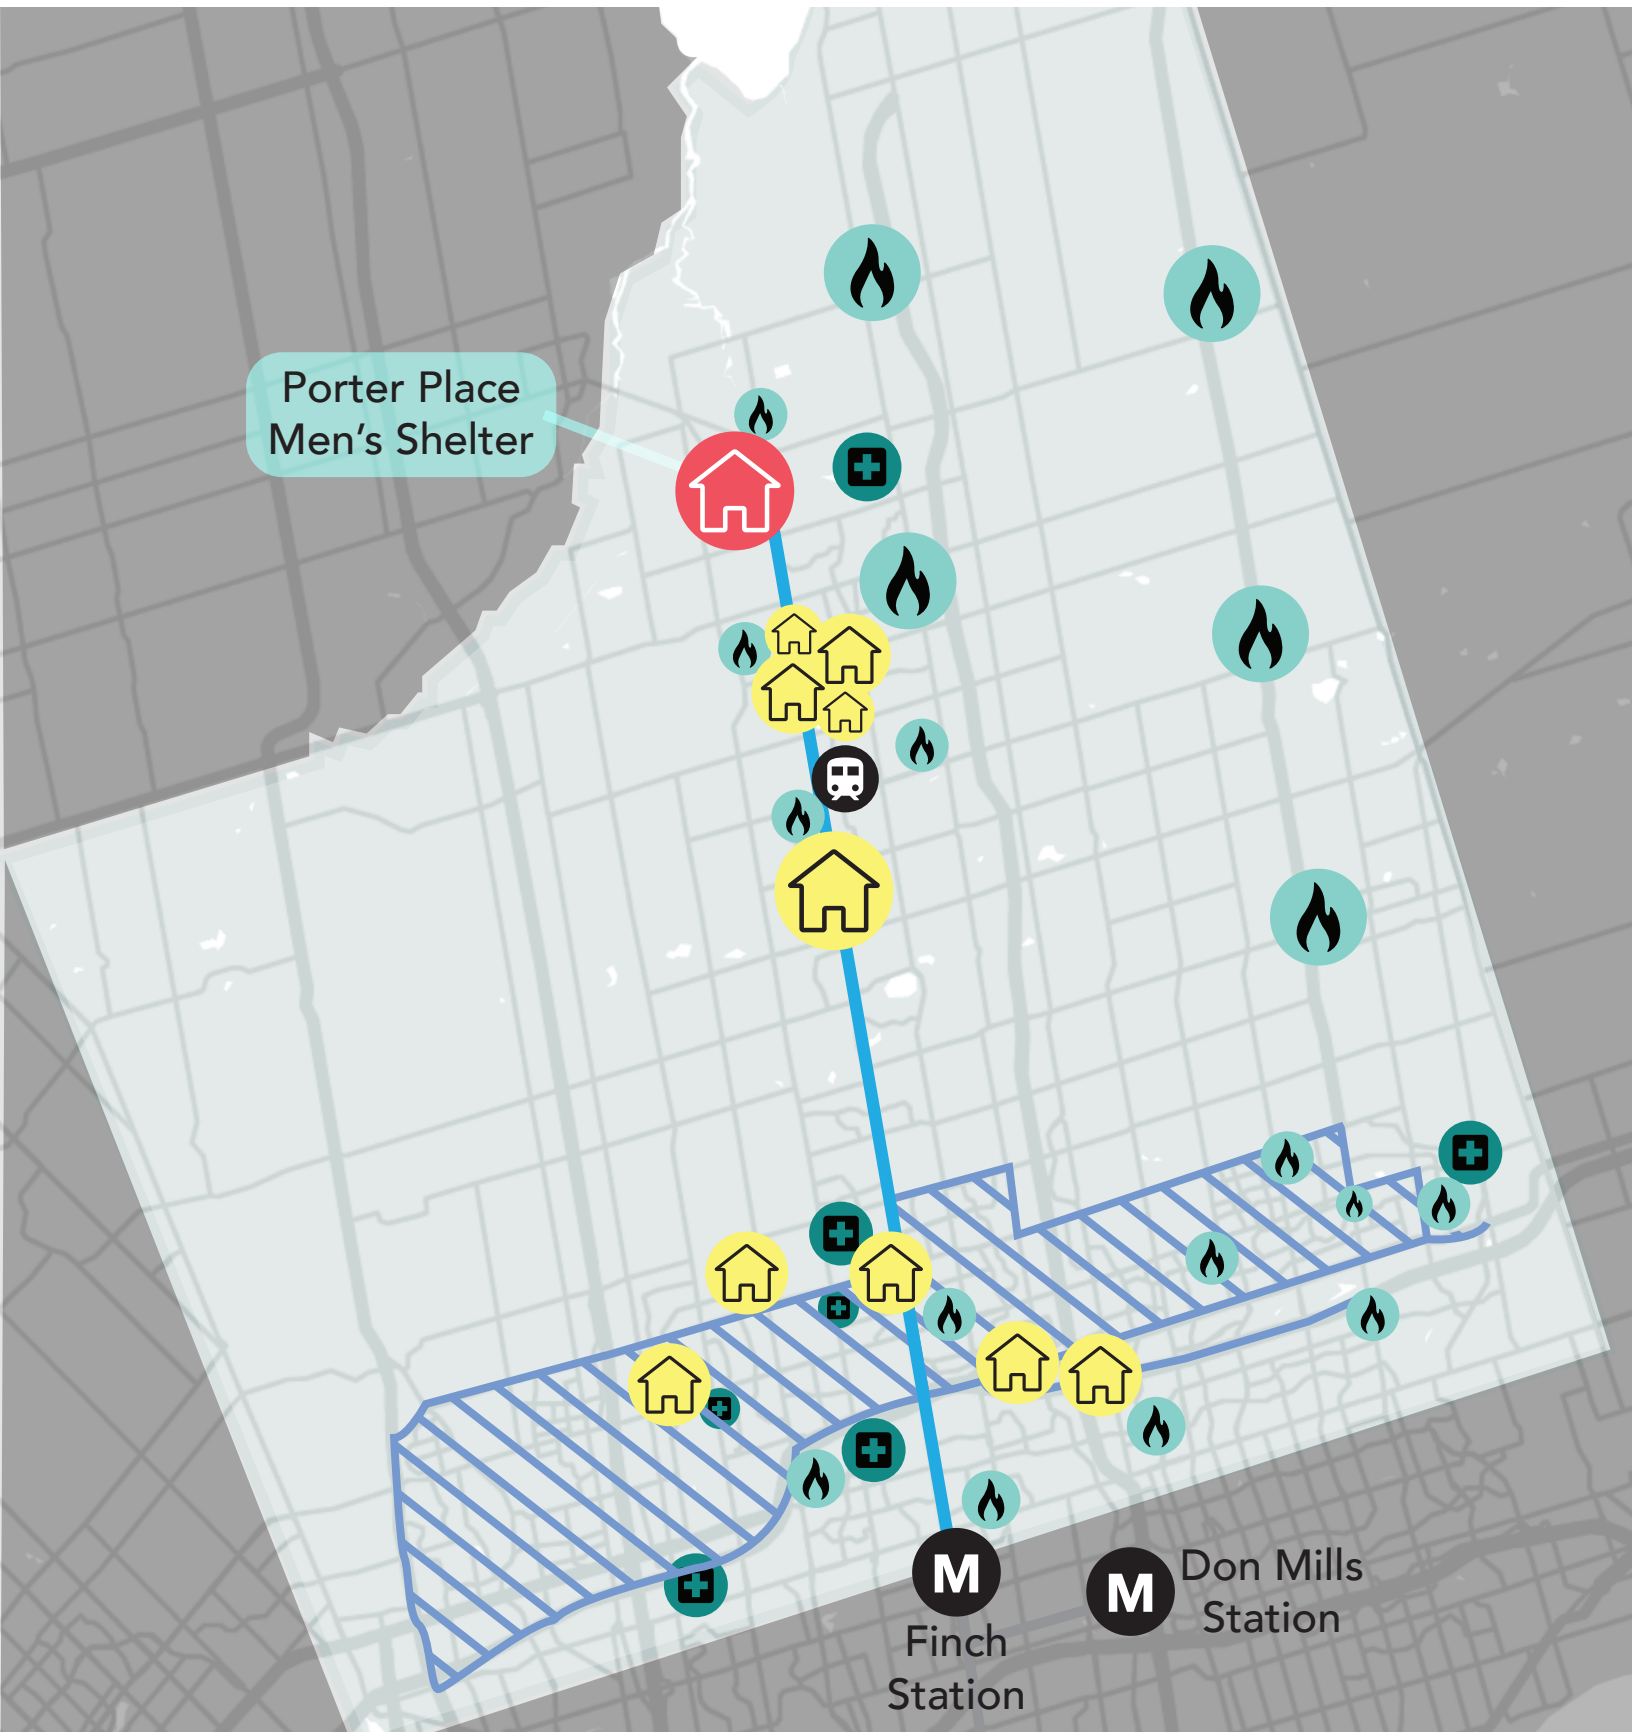 Porter Place
Men's Shelter
M
M
Don Mills
Station
Finch
Station